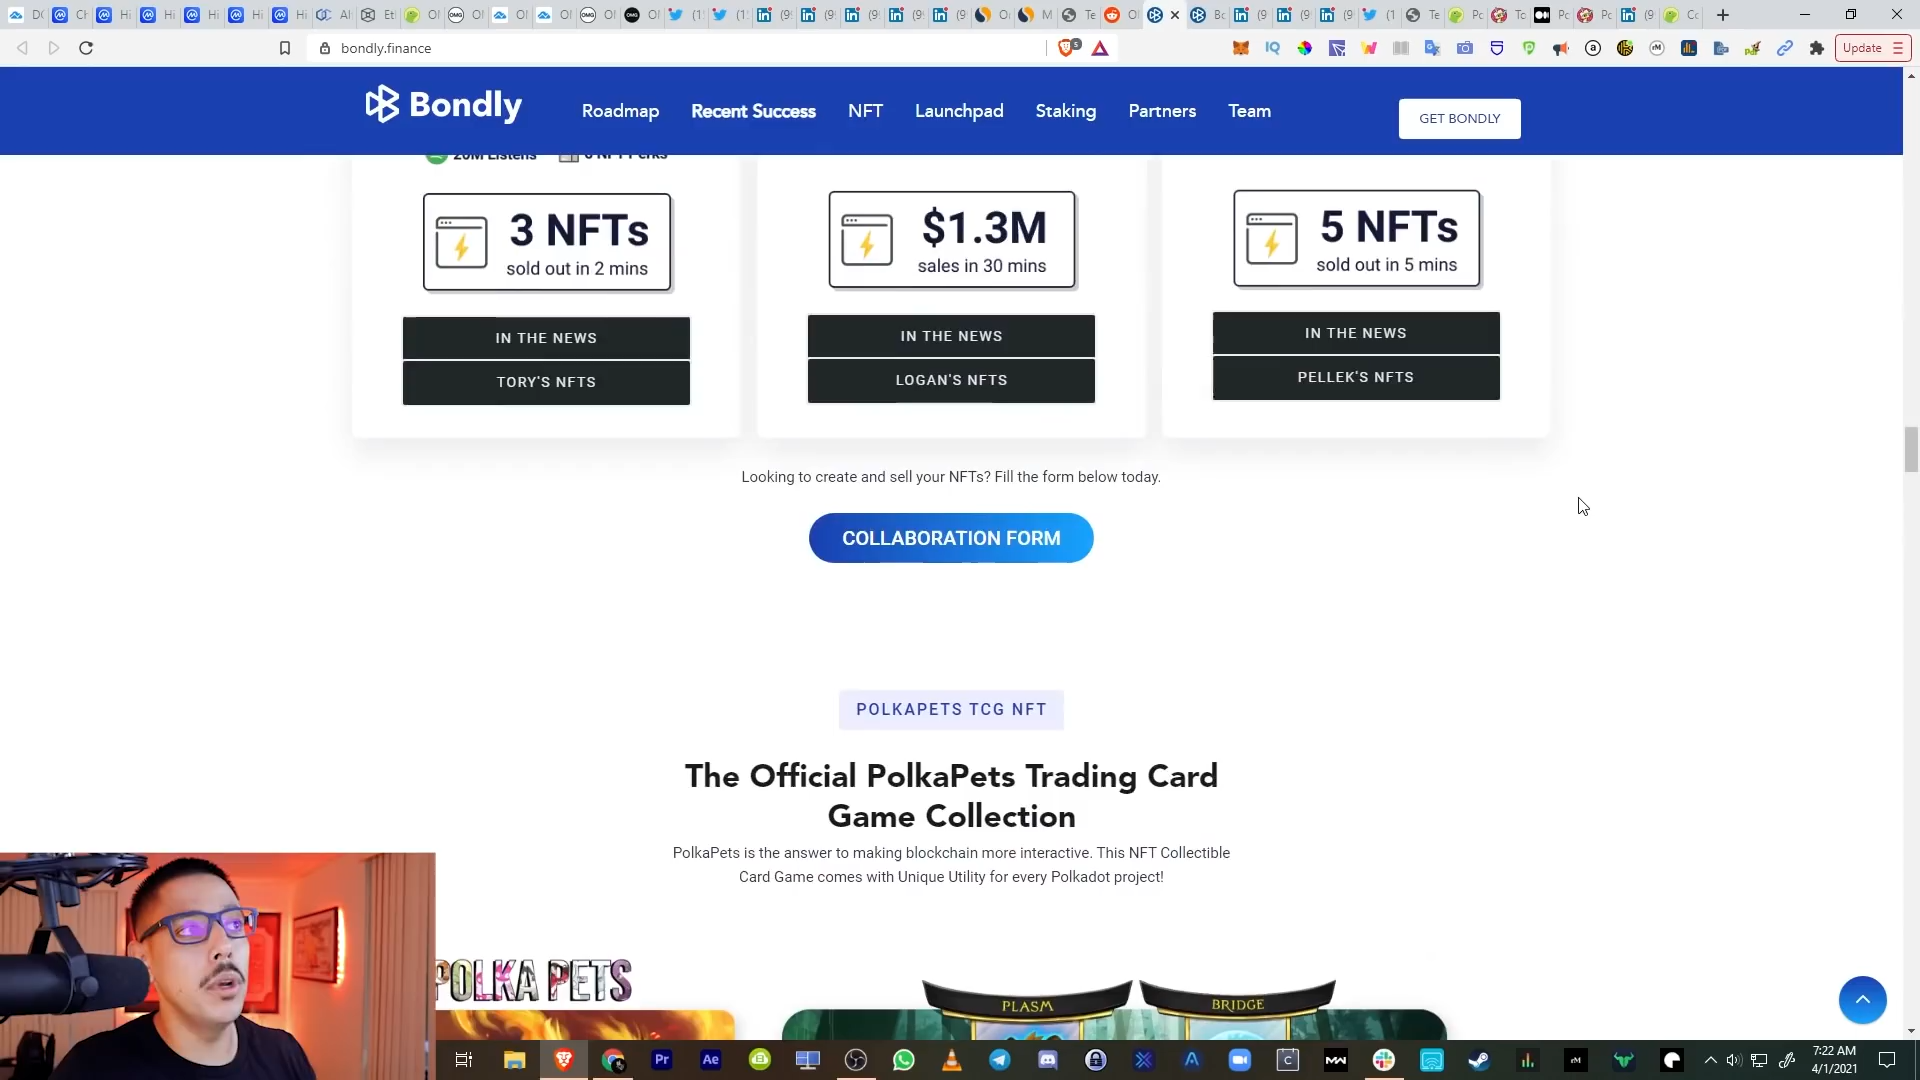 bondly.finance
Update
Bondly
Roadmap
Recent Success
NFT
Launchpad
Staking
Partners
Team
GET BONDLY
20M Listens
3 NFTs
sold out in 2 mins
IN THE NEWS
TORY'S NFTS
$1.3M
sales in 30 mins
IN THE NEWS
LOGAN'S NFTS
5 NFTs
sold out in 5 mins
IN THE NEWS
PELLEK'S NFTS
Looking to create and sell your NFTs? Fill the form below today.
COLLABORATION FORM
POLKAPETS TCG NFT
The Official PolkaPets Trading Card
Game Collection
PolkaPets is the answer to making blockchain more interactive. This NFT Collectible
Card Game comes with Unique Utility for every Polkadot project!
POLKA PETS
PLASM
BRIDGE
Pr
Ae
7:22 AM
4/1/2021